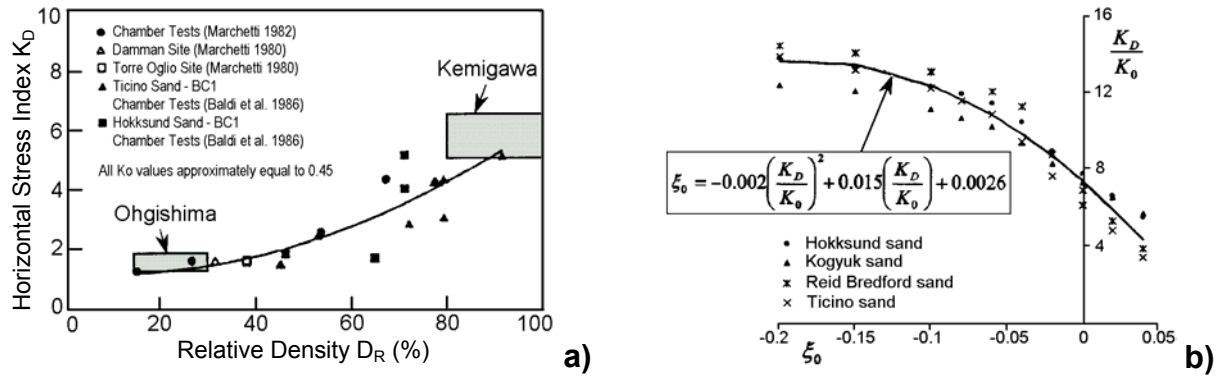 10
8
6
4
2
0
Horizontal Stress Index K_D
Chamber Tests (Marchetti 1982)
Damman Site (Marchetti 1980)
Torre Oglio Site (Marchetti 1980)
Ticino Sand - BC1
Chamber Tests (Baldi et al. 1986)
Hokksund Sand - BC1
Chamber Tests (Baldi et al. 1986)
All Ko values approximately equal to 0.45
Kemigawa
Ohgishima
0 20 40 60 80 100
Relative Density D_R (%)
a)
16
K_D/K_0
12
8
4
ξ₀ = -0.002(K_D/K_0)² + 0.015(K_D/K_0) + 0.0026
Hokksund sand
Kogyuk sand
Reid Bredford sand
Ticino sand
-0.2 -0.15 -0.1 -0.05 0 0.05
ξ₀
b)